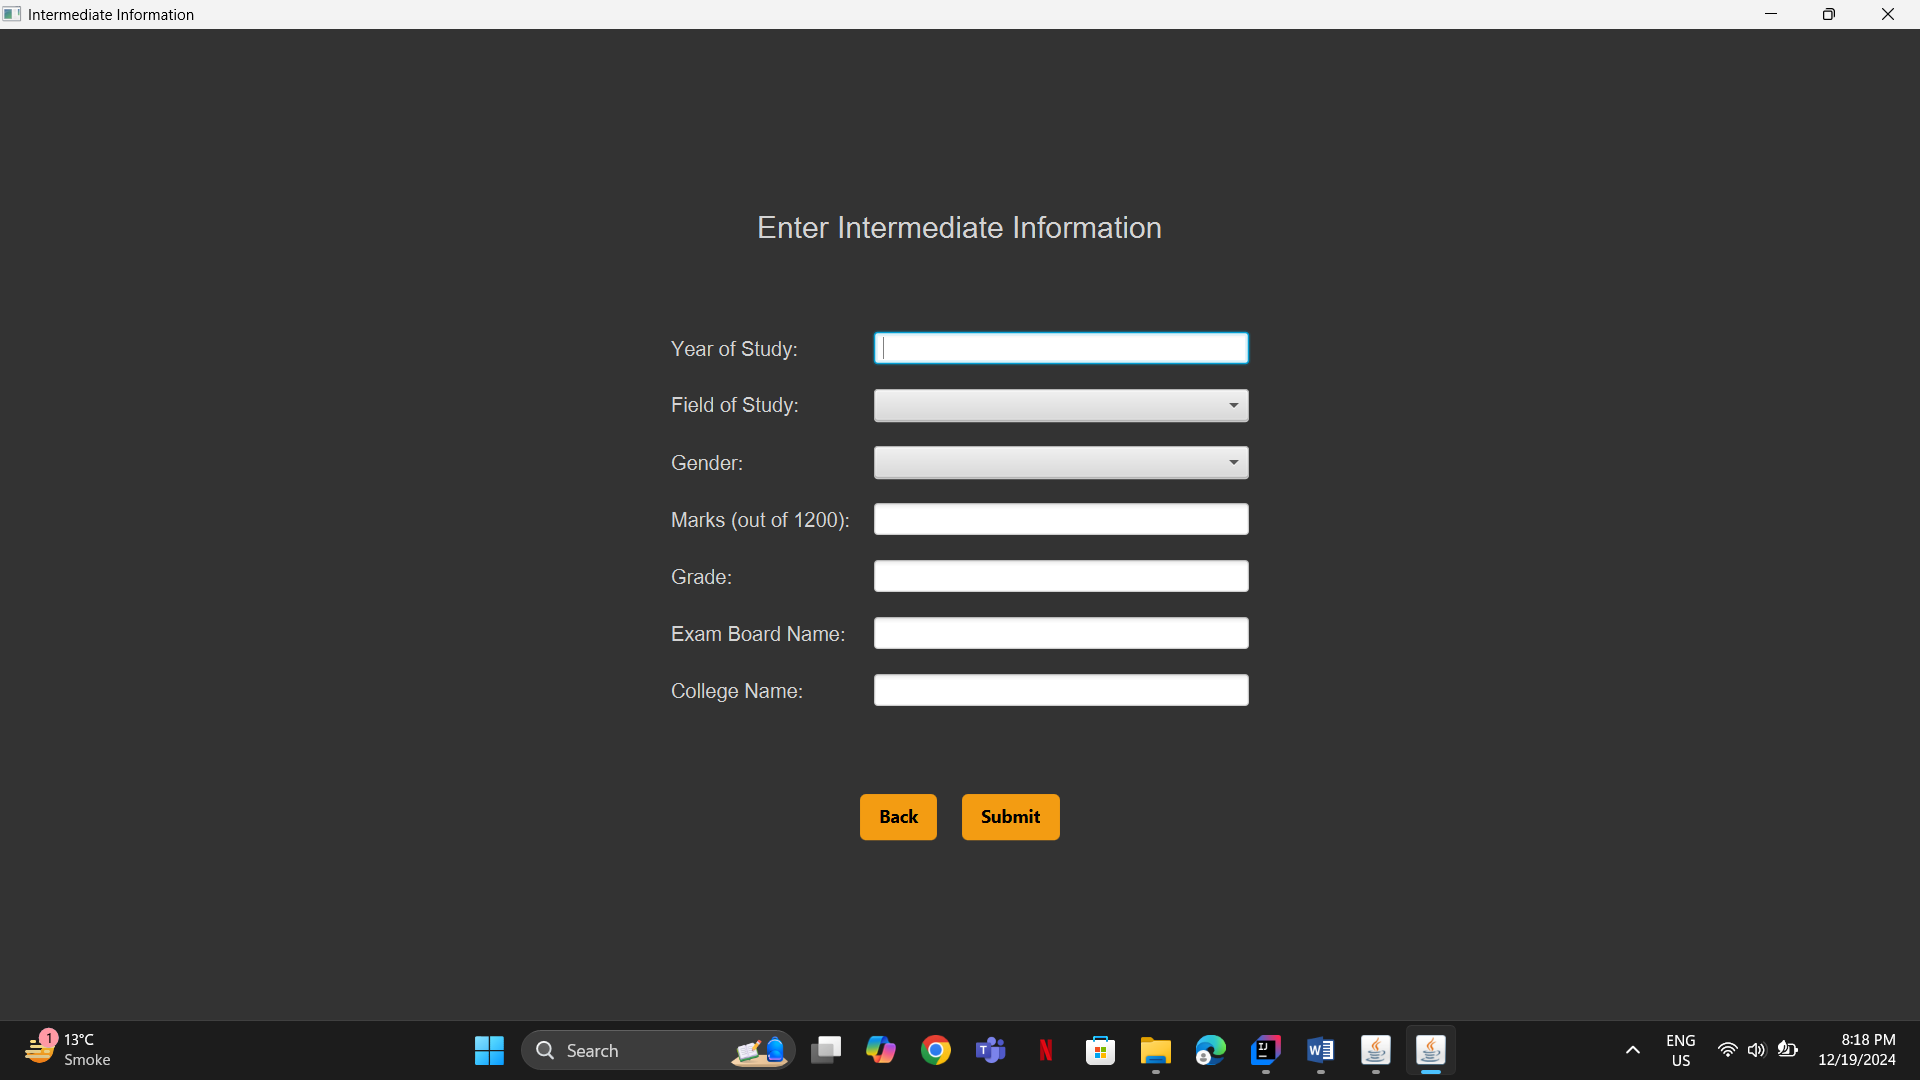 Intermediate Information
Enter Intermediate Information
Year of Study:
Field of Study:
Gender:
Marks (out of 1200):
Grade:
Exam Board Name:
College Name:
Back Submit
1
13°C
Smoke
Search
ENG
US
8:18 PM
12/19/2024